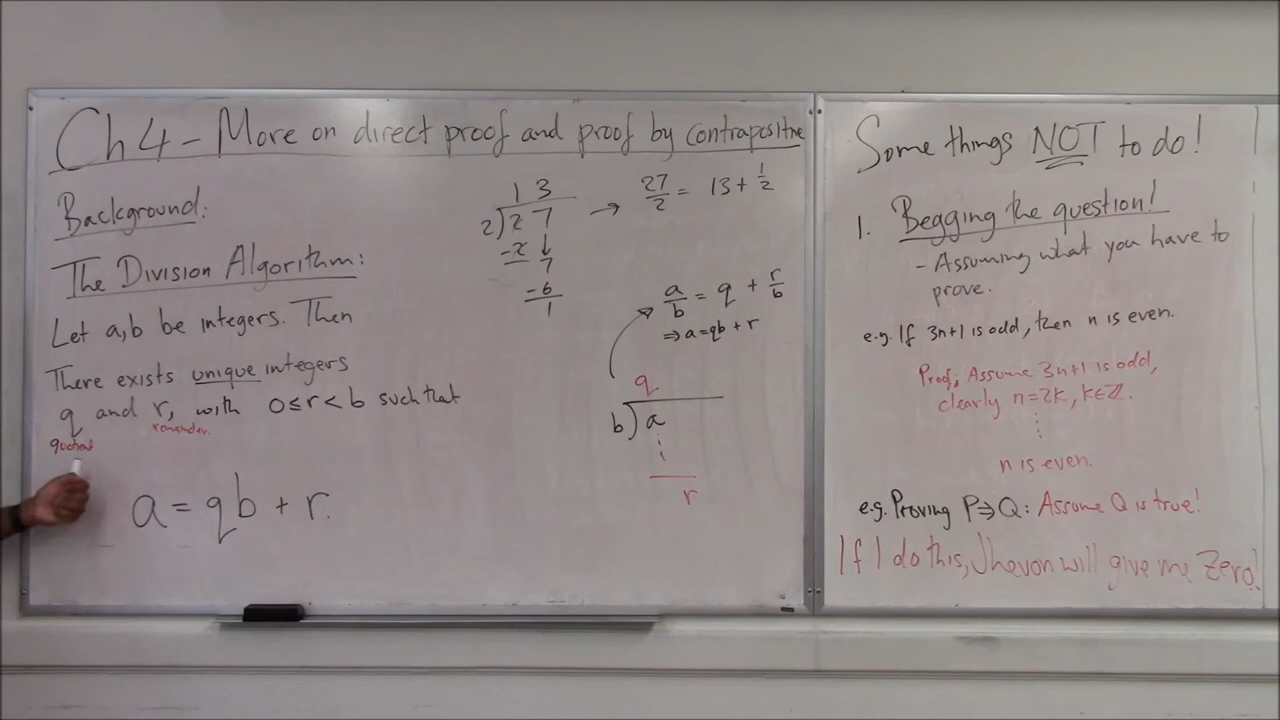 Ch 4 - More on direct proof and proof by contrapositive
Background:
The Division Algorithm:
Let a,b be integers. Then
There exists unique integers
q and r, with 0≤r<b such that
remainder.
a = qb + r.
1 3
2)2 7
-2 ↓
7
-6
1
→ 27/2 = 13 + 1/2
a/b = q + r/b
⇒ a=qb+r
q
b)a
⋮
r
Some things NOT to do!
1. Begging the question!
- Assuming what you have to
prove.
e.g. If 3n+1 is odd, then n is even.
Proof: Assume 3n+1 is odd,
clearly n=2k, k∈ℤ.
⋮
n is even.
e.g. Proving P⇒Q: Assume Q is true!
If I do this, Jhevon will give me Zero!